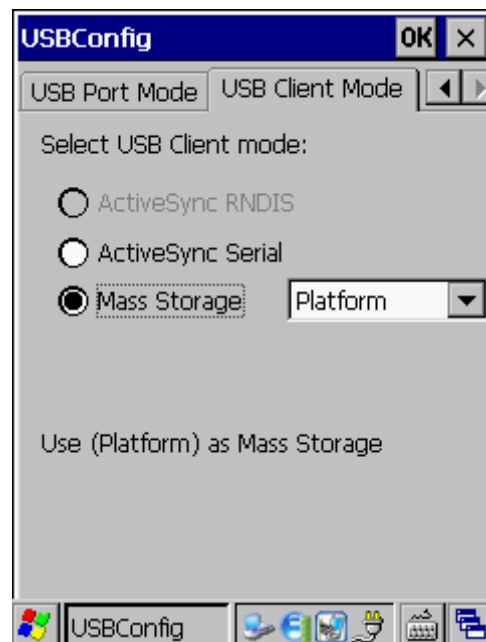 USBConfig OK ×
USB Port Mode USB Client Mode
Select USB Client mode:
ActiveSync RNDIS
ActiveSync Serial
Mass Storage Platform
Use (Platform) as Mass Storage
USBConfig